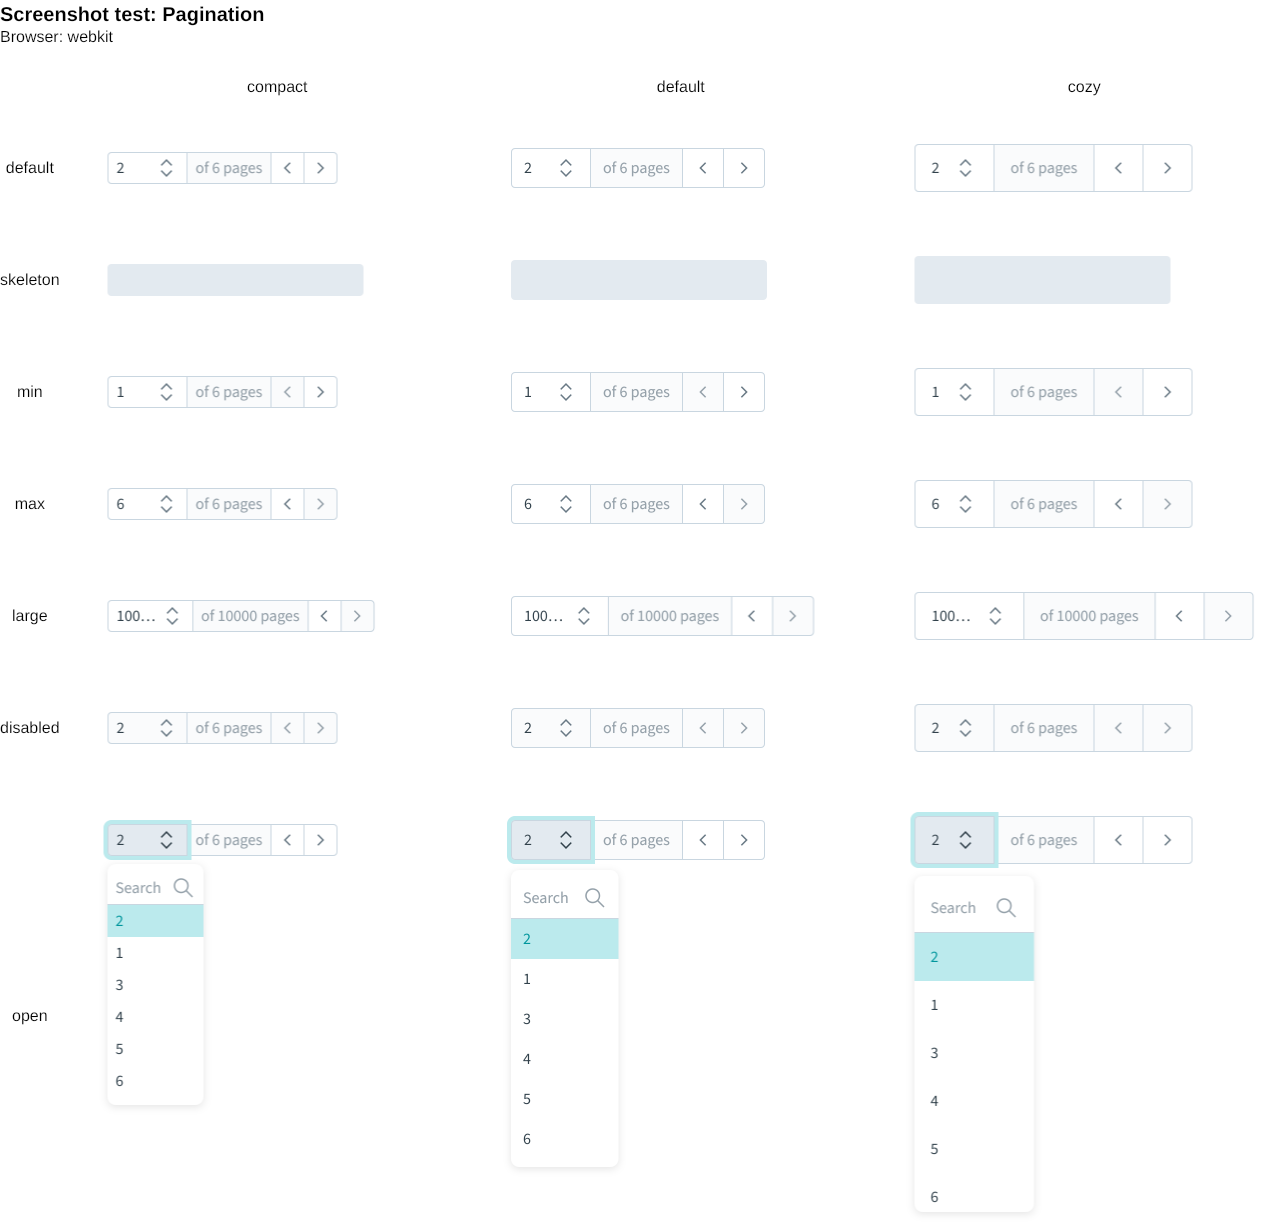 Screenshot test: Pagination
Browser: webkit
compact default cozy
default 2 of 6 pages 2 of 6 pages 2 of 6 pages
skeleton
min 1 of 6 pages 1 of 6 pages 1 of 6 pages
max 6 of 6 pages 6 of 6 pages 6 of 6 pages
large 100... of 10000 pages 100... of 10000 pages 100... of 10000 pages
disabled 2 of 6 pages 2 of 6 pages 2 of 6 pages
open
2 of 6 pages
Search
2
1
3
4
5
6
2 of 6 pages
Search
2
1
3
4
5
6
2 of 6 pages
Search
2
1
3
4
5
6